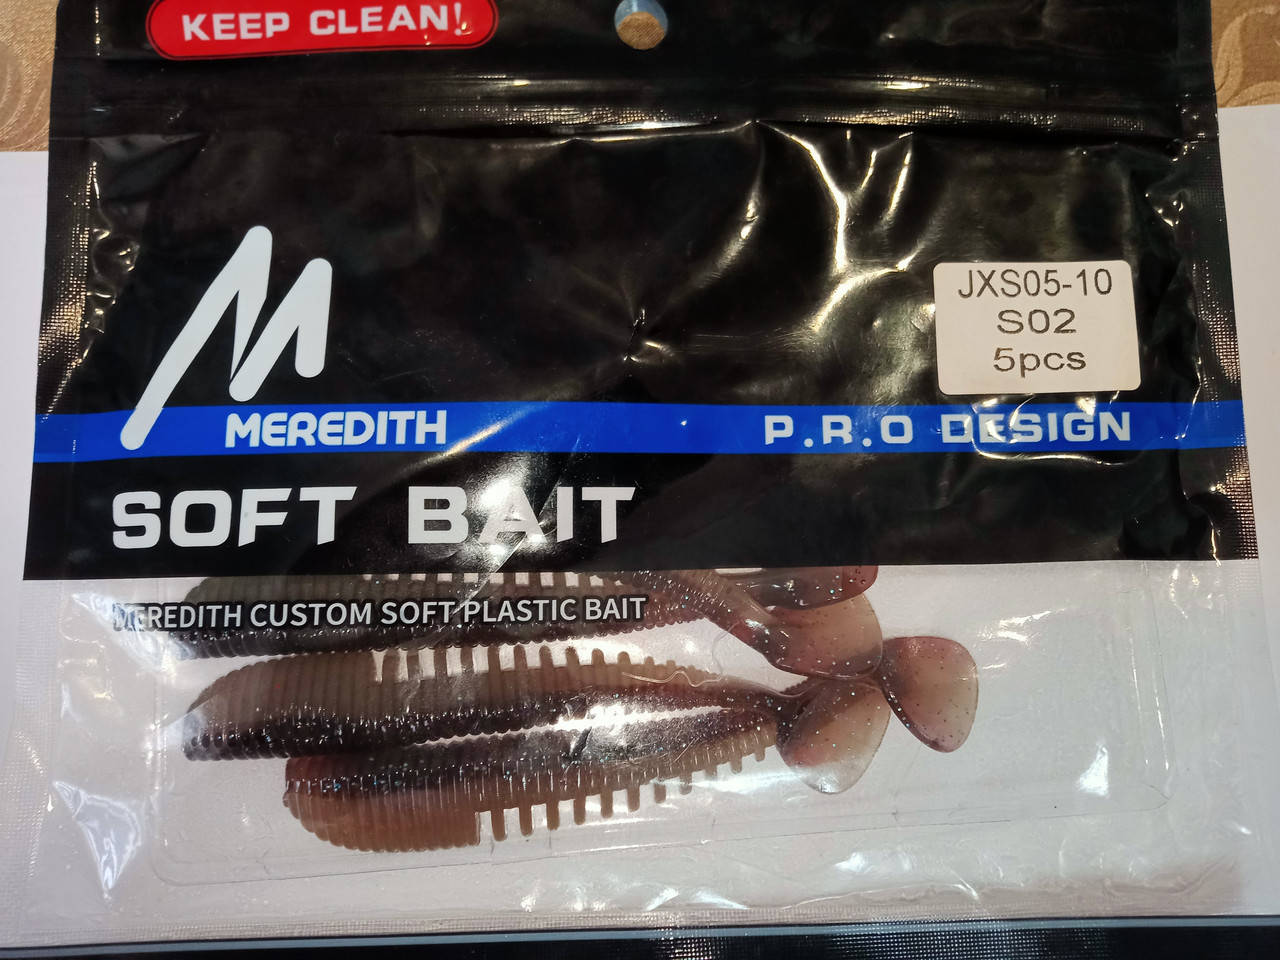 KEEP CLEAN!
JXS05-10
S02
5pcs
MEREDITH
P.R.O DESIGN
SOFT BAIT
MEREDITH CUSTOM SOFT PLASTIC BAIT